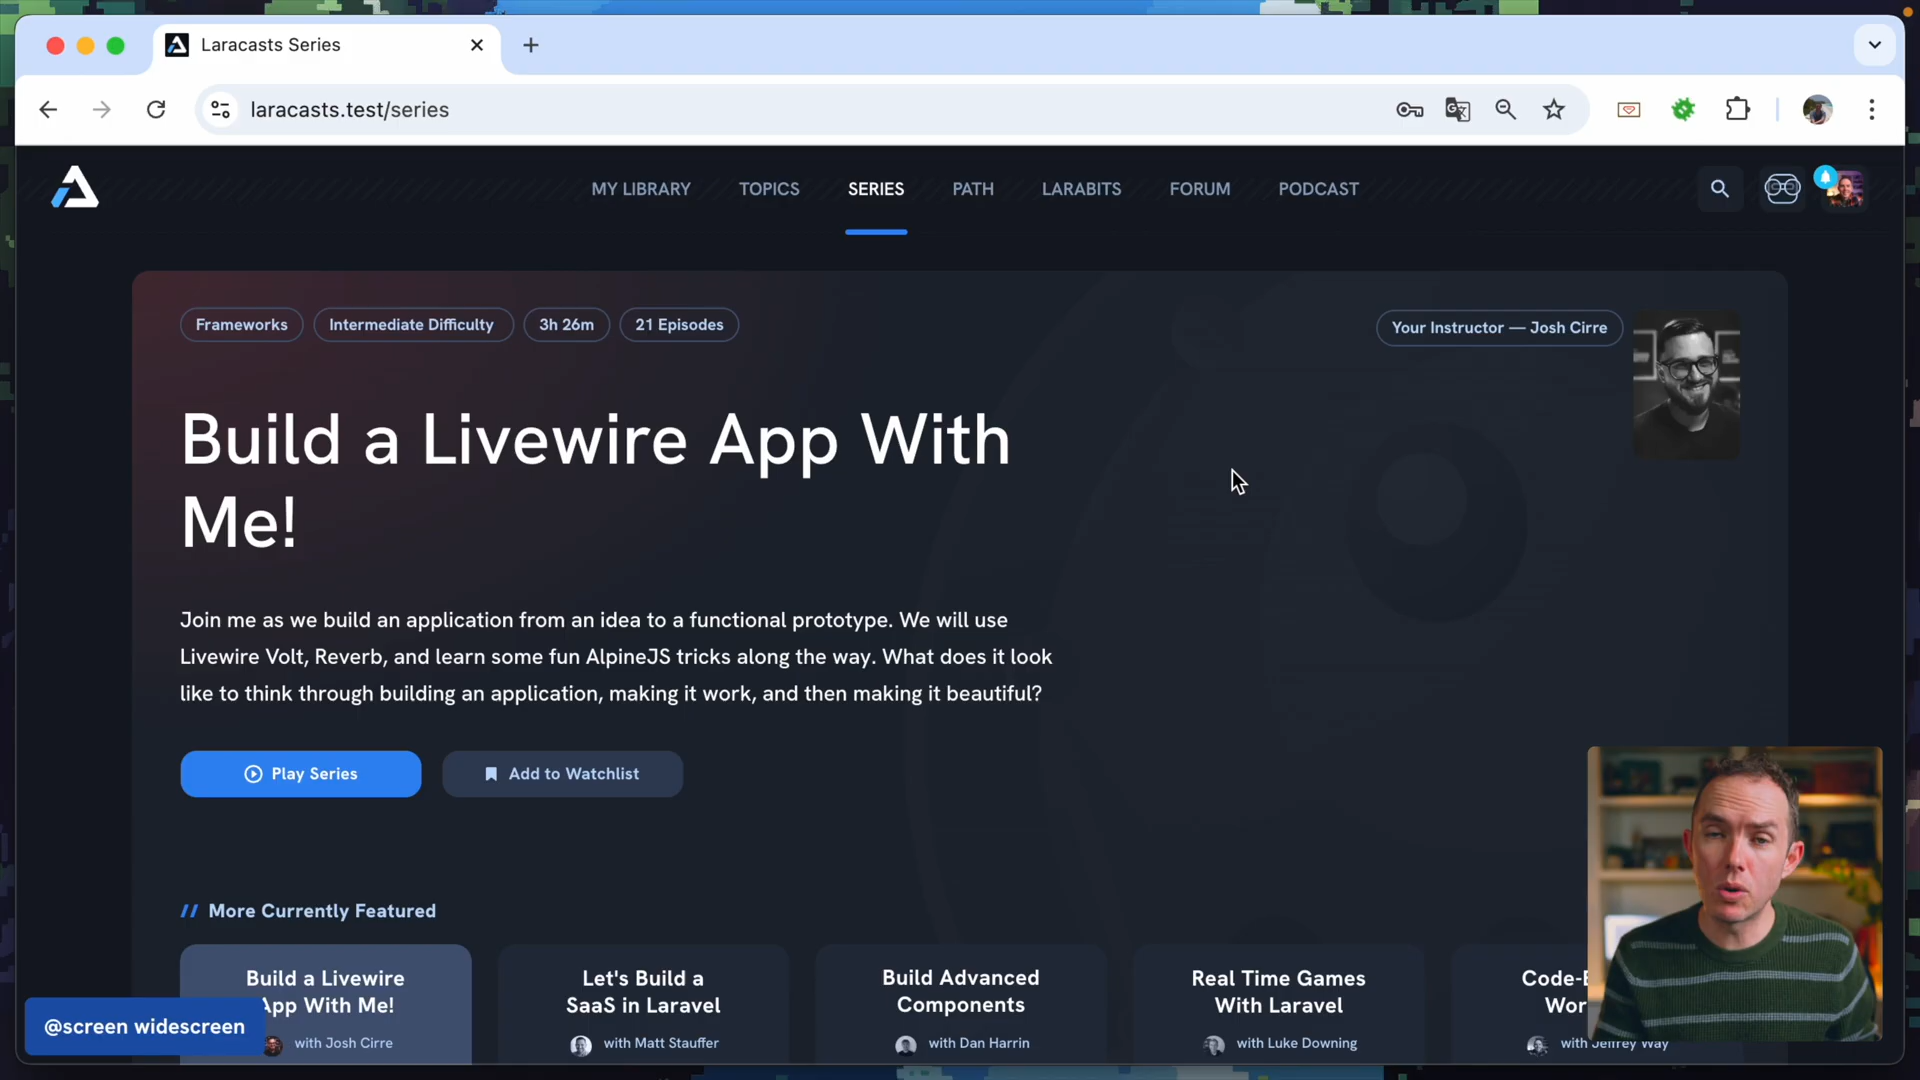 Laracasts Series
laracasts.test/series
MY LIBRARY TOPICS SERIES PATH LARABITS FORUM PODCAST
Frameworks Intermediate Difficulty 3h 26m 21 Episodes
Your Instructor — Josh Cirre
Build a Livewire App With
Me!
Join me as we build an application from an idea to a functional prototype. We will use
Livewire Volt, Reverb, and learn some fun AlpineJS tricks along the way. What does it look
like to think through building an application, making it work, and then making it beautiful?
Play Series Add to Watchlist
// More Currently Featured
Build a Livewire
App With Me!
with Josh Cirre
Let's Build a
SaaS in Laravel
with Matt Stauffer
Build Advanced
Components
with Dan Harrin
Real Time Games
With Laravel
with Luke Downing
with Jeffrey Way
@screen widescreen